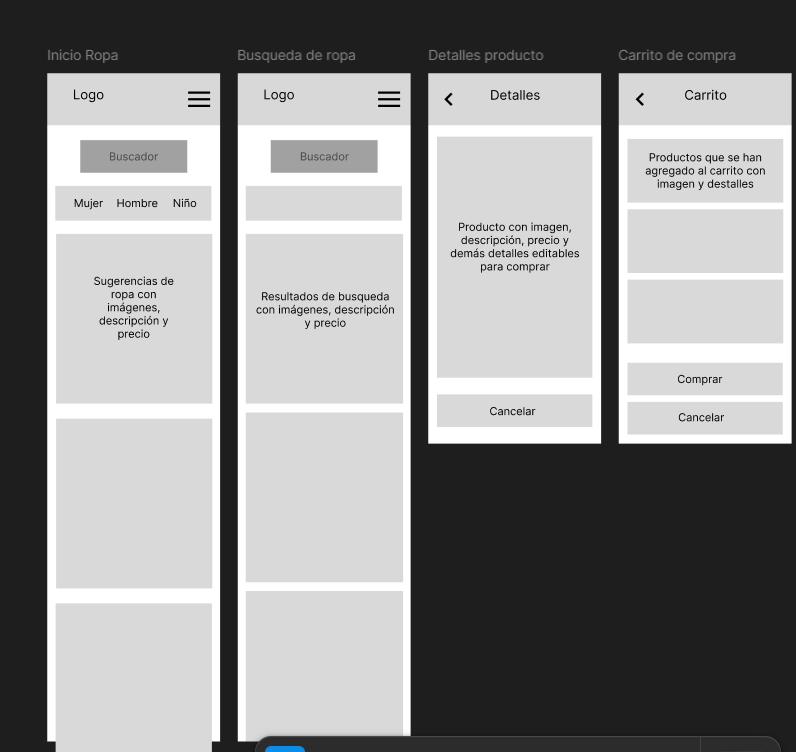 Inicio Ropa
Logo
Buscador
Mujer Hombre Niño
Sugerencias de
ropa con
imágenes,
descripción y
precio
Busqueda de ropa
Logo
Buscador
Resultados de busqueda
con imágenes, descripción
y precio
Detalles producto
Detalles
Producto con imagen,
descripción, precio y
demás detalles editables
para comprar
Cancelar
Carrito de compra
Carrito
Productos que se han
agregado al carrito con
imagen y destalles
Comprar
Cancelar